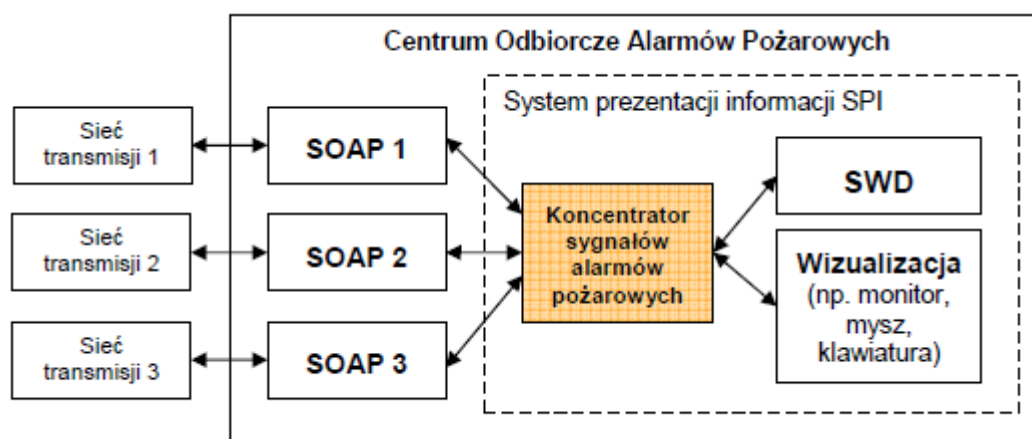 Centrum Odbiorcze Alarmów Pożarowych
System prezentacji informacji SPI
Sieć
transmisji 1
SOAP 1
Sieć
transmisji 2
SOAP 2
Sieć
transmisji 3
SOAP 3
Koncentrator
sygnałów
alarmów
pożarowych
SWD
Wizualizacja
(np. monitor,
mysz,
klawiatura)